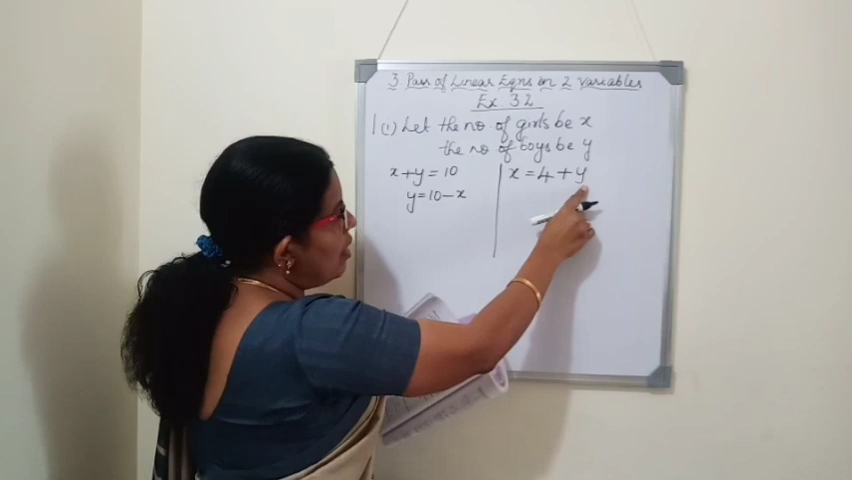 3. Pair of Linear Eqns in 2 variables
Ex 3.2
1 (i) Let the no of girls be x
the no of boys be y
x+y = 10
y = 10 - x
x = 4 + y